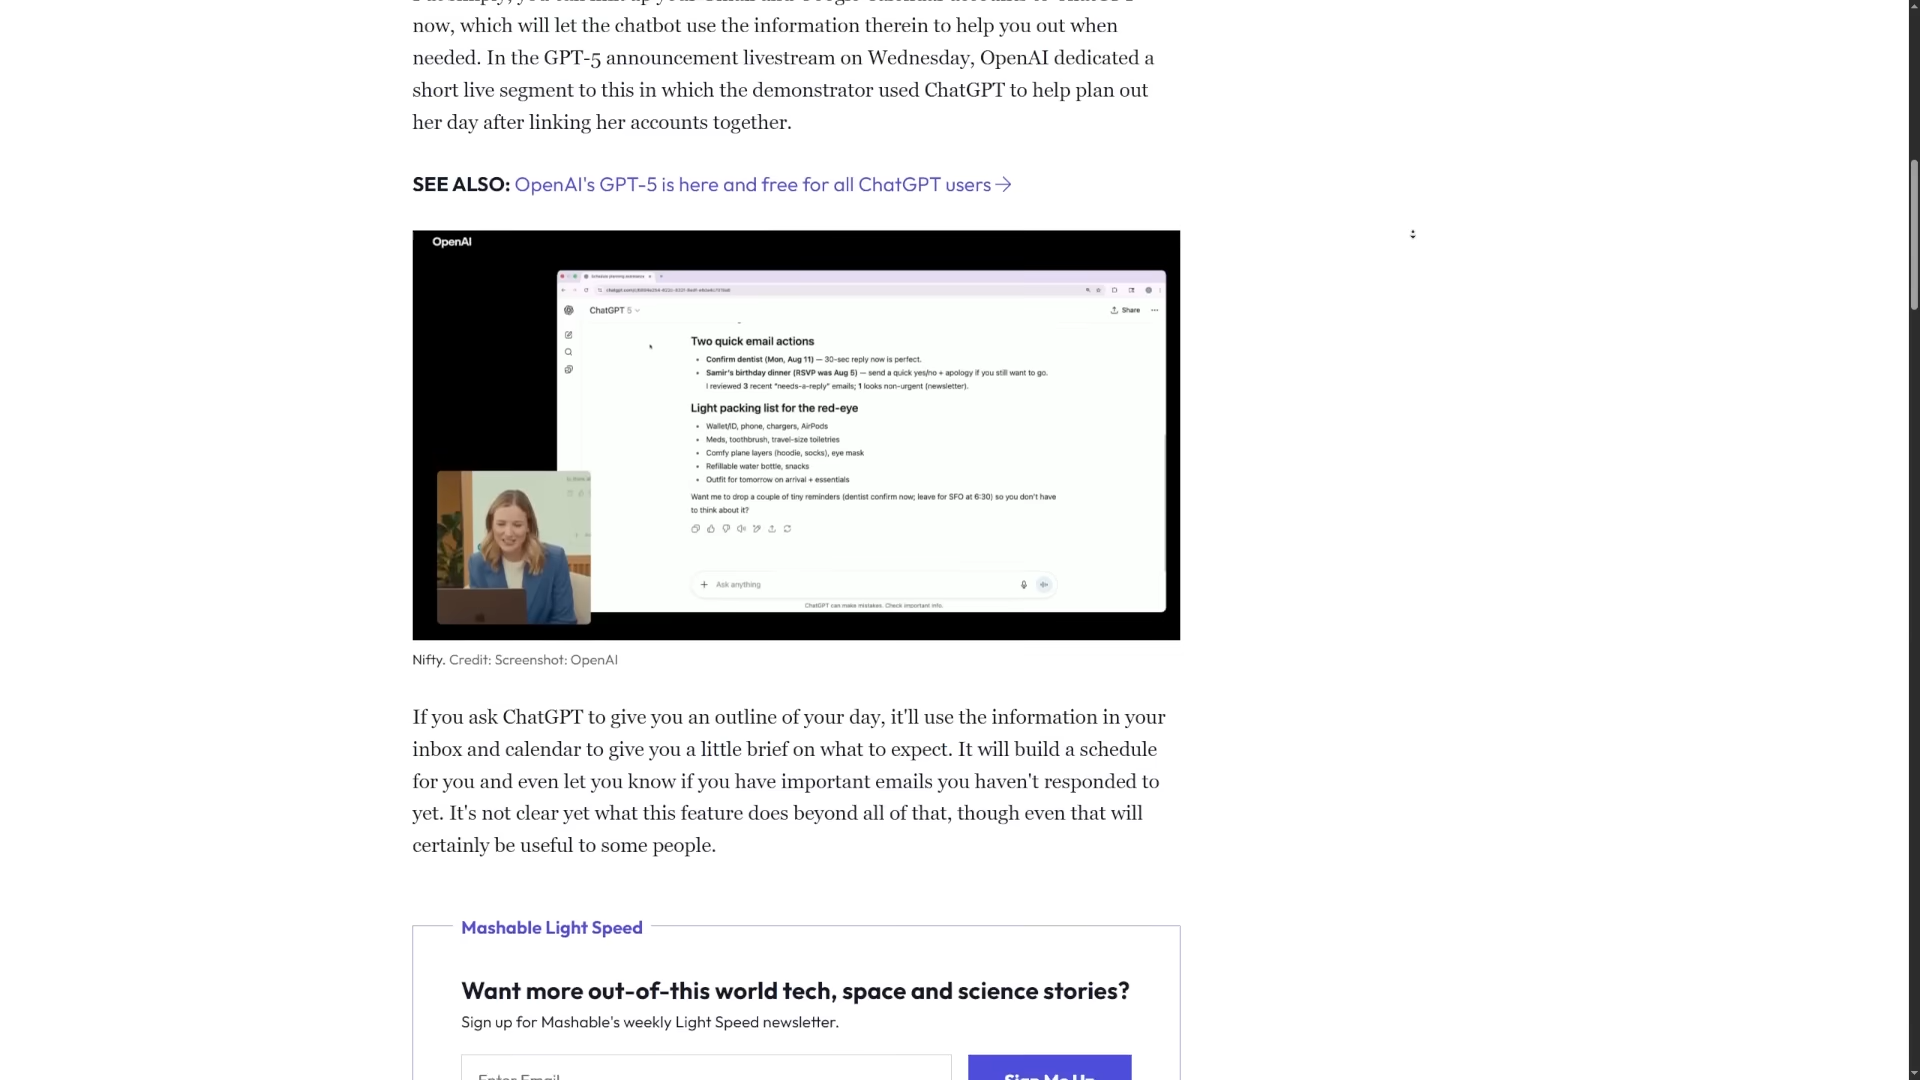 now, which will let the chatbot use the information therein to help you out when
needed. In the GPT-5 announcement livestream on Wednesday, OpenAI dedicated a
short live segment to this in which the demonstrator used ChatGPT to help plan out
her day after linking her accounts together.
SEE ALSO: OpenAI's GPT-5 is here and free for all ChatGPT users
OpenAI
Schedule planning assistance
ChatGPT 5
Share
Two quick email actions
Confirm dentist (Mon, Aug 11) — 30-sec reply now is perfect.
Samir's birthday dinner (RSVP was Aug 5) — send a quick yes/no + apology if you still want to go.
I reviewed 3 recent "needs-a-reply" emails; 1 looks non-urgent (newsletter).
Light packing list for the red-eye
Wallet/ID, phone, chargers, AirPods
Meds, toothbrush, travel-size toiletries
Comfy plane layers (hoodie, socks), eye mask
Refillable water bottle, snacks
Outfit for tomorrow on arrival + essentials
Want me to drop a couple of tiny reminders (dentist confirm now; leave for SFO at 6:30) so you don't have
to think about it?
Ask anything
ChatGPT can make mistakes. Check important info.
Nifty. Credit: Screenshot: OpenAI
If you ask ChatGPT to give you an outline of your day, it'll use the information in your
inbox and calendar to give you a little brief on what to expect. It will build a schedule
for you and even let you know if you have important emails you haven't responded to
yet. It's not clear yet what this feature does beyond all of that, though even that will
certainly be useful to some people.
Mashable Light Speed
Want more out-of-this world tech, space and science stories?
Sign up for Mashable's weekly Light Speed newsletter.
Enter Email
Sign Me Up